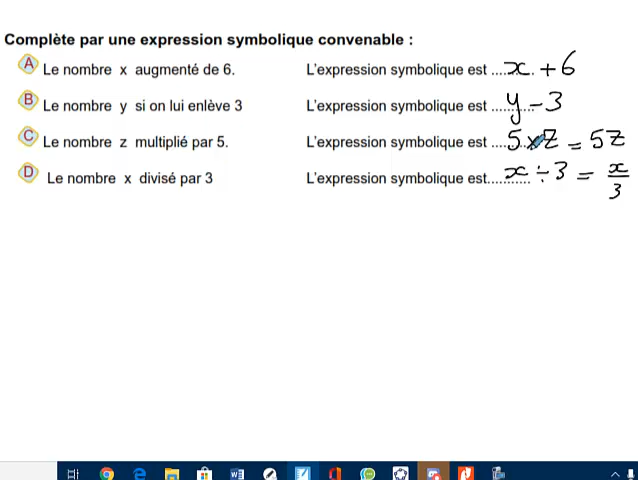 Complète par une expression symbolique convenable :
A Le nombre x augmenté de 6. L'expression symbolique est ......... x + 6
B Le nombre y si on lui enlève 3 L'expression symbolique est ......... y - 3
C Le nombre z multiplié par 5. L'expression symbolique est ......... 5 × z = 5z
D Le nombre x divisé par 3 L'expression symbolique est.......... x ÷ 3 = x/3